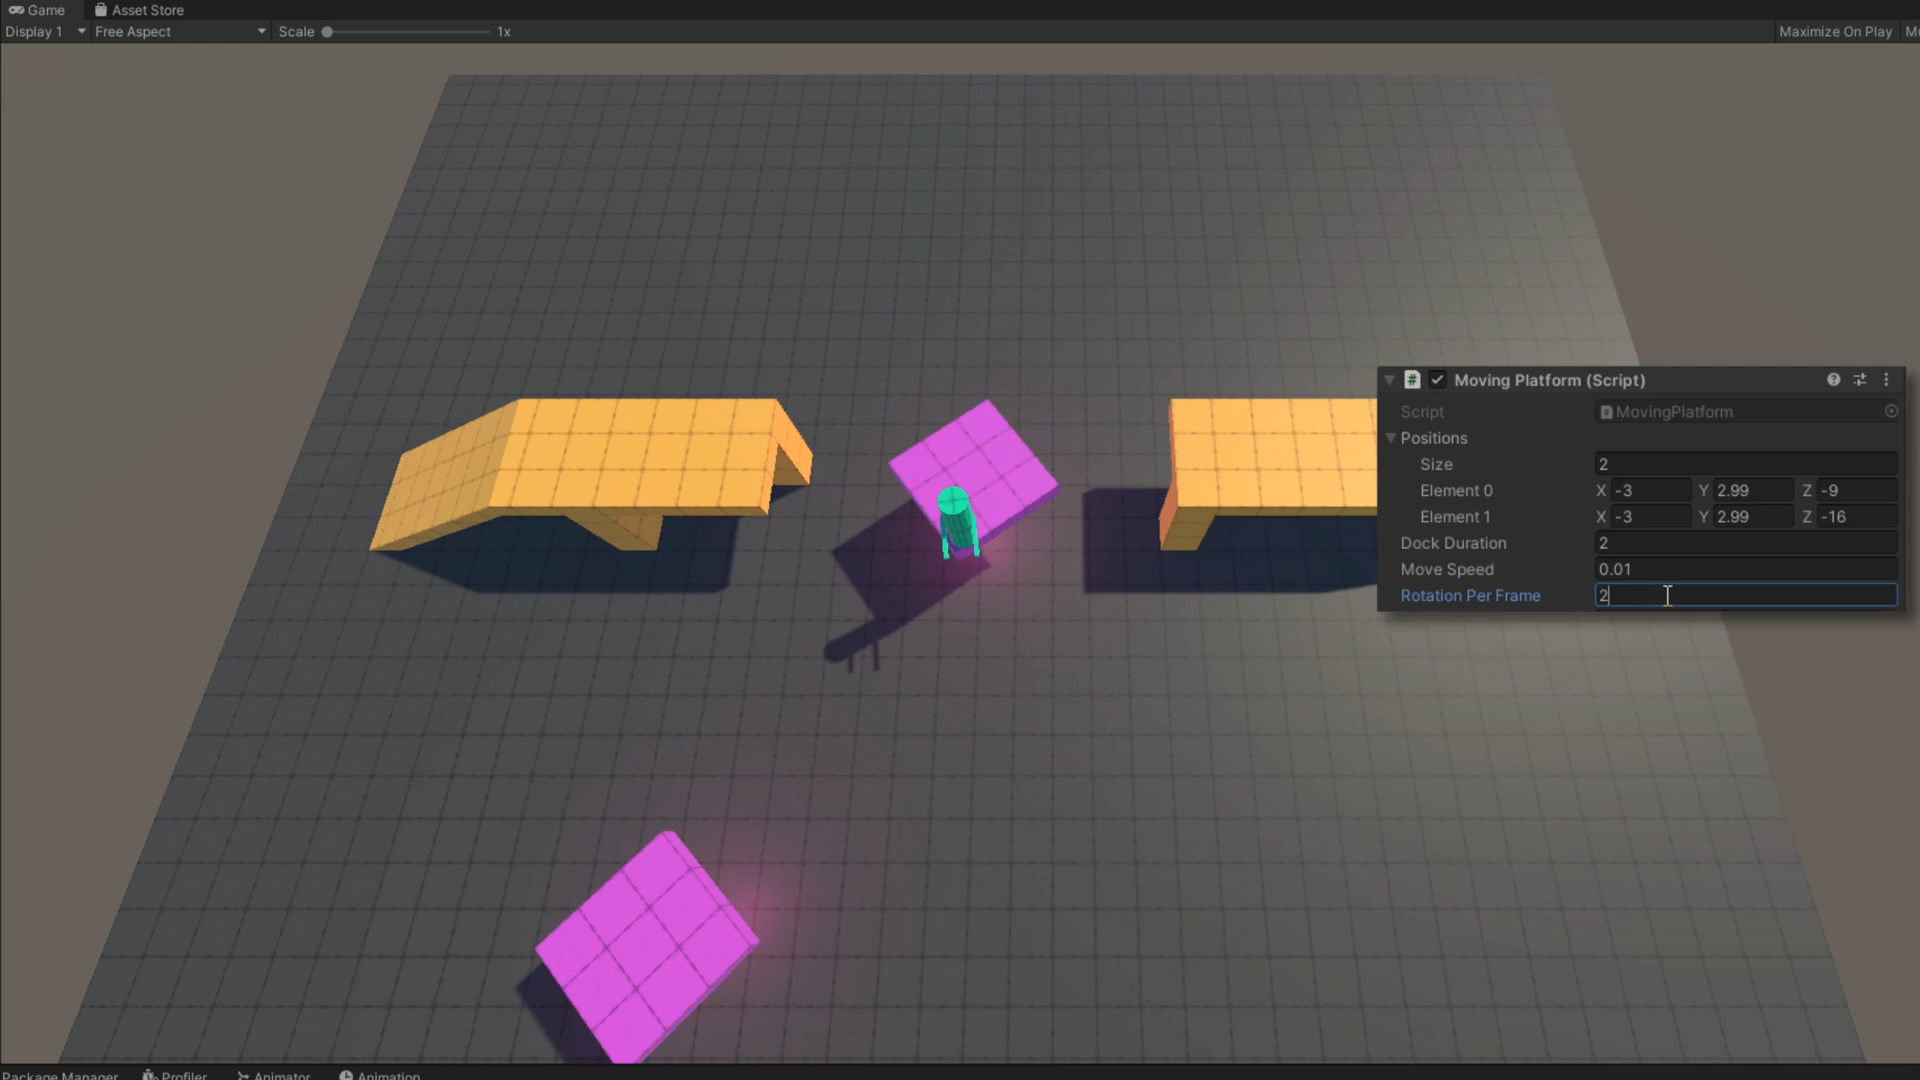 Game Asset Store
Display 1 Free Aspect Scale 1x Maximize On Play
Moving Platform (Script)
Script MovingPlatform
Positions
Size 2
Element 0 X -3 Y 2.99 Z -9
Element 1 X -3 Y 2.99 Z -16
Dock Duration 2
Move Speed 0.01
Rotation Per Frame 2
Package Manager Profiler Animator Animation